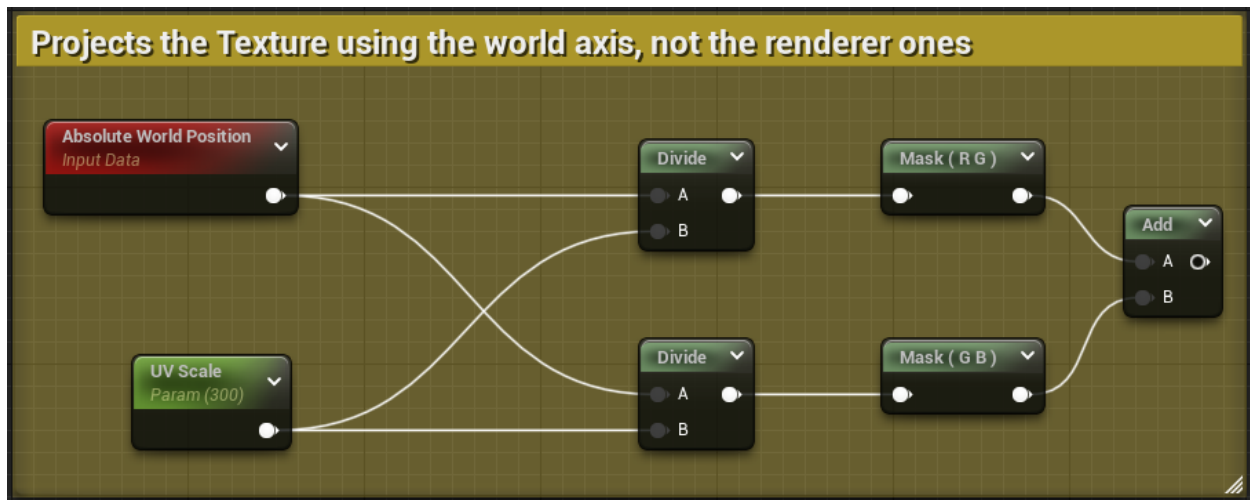 Projects the Texture using the world axis, not the renderer ones
Absolute World Position
Input Data
Divide
A
B
Mask ( R G )
Add
A
B
UV Scale
Param (300)
Divide
A
B
Mask ( G B )